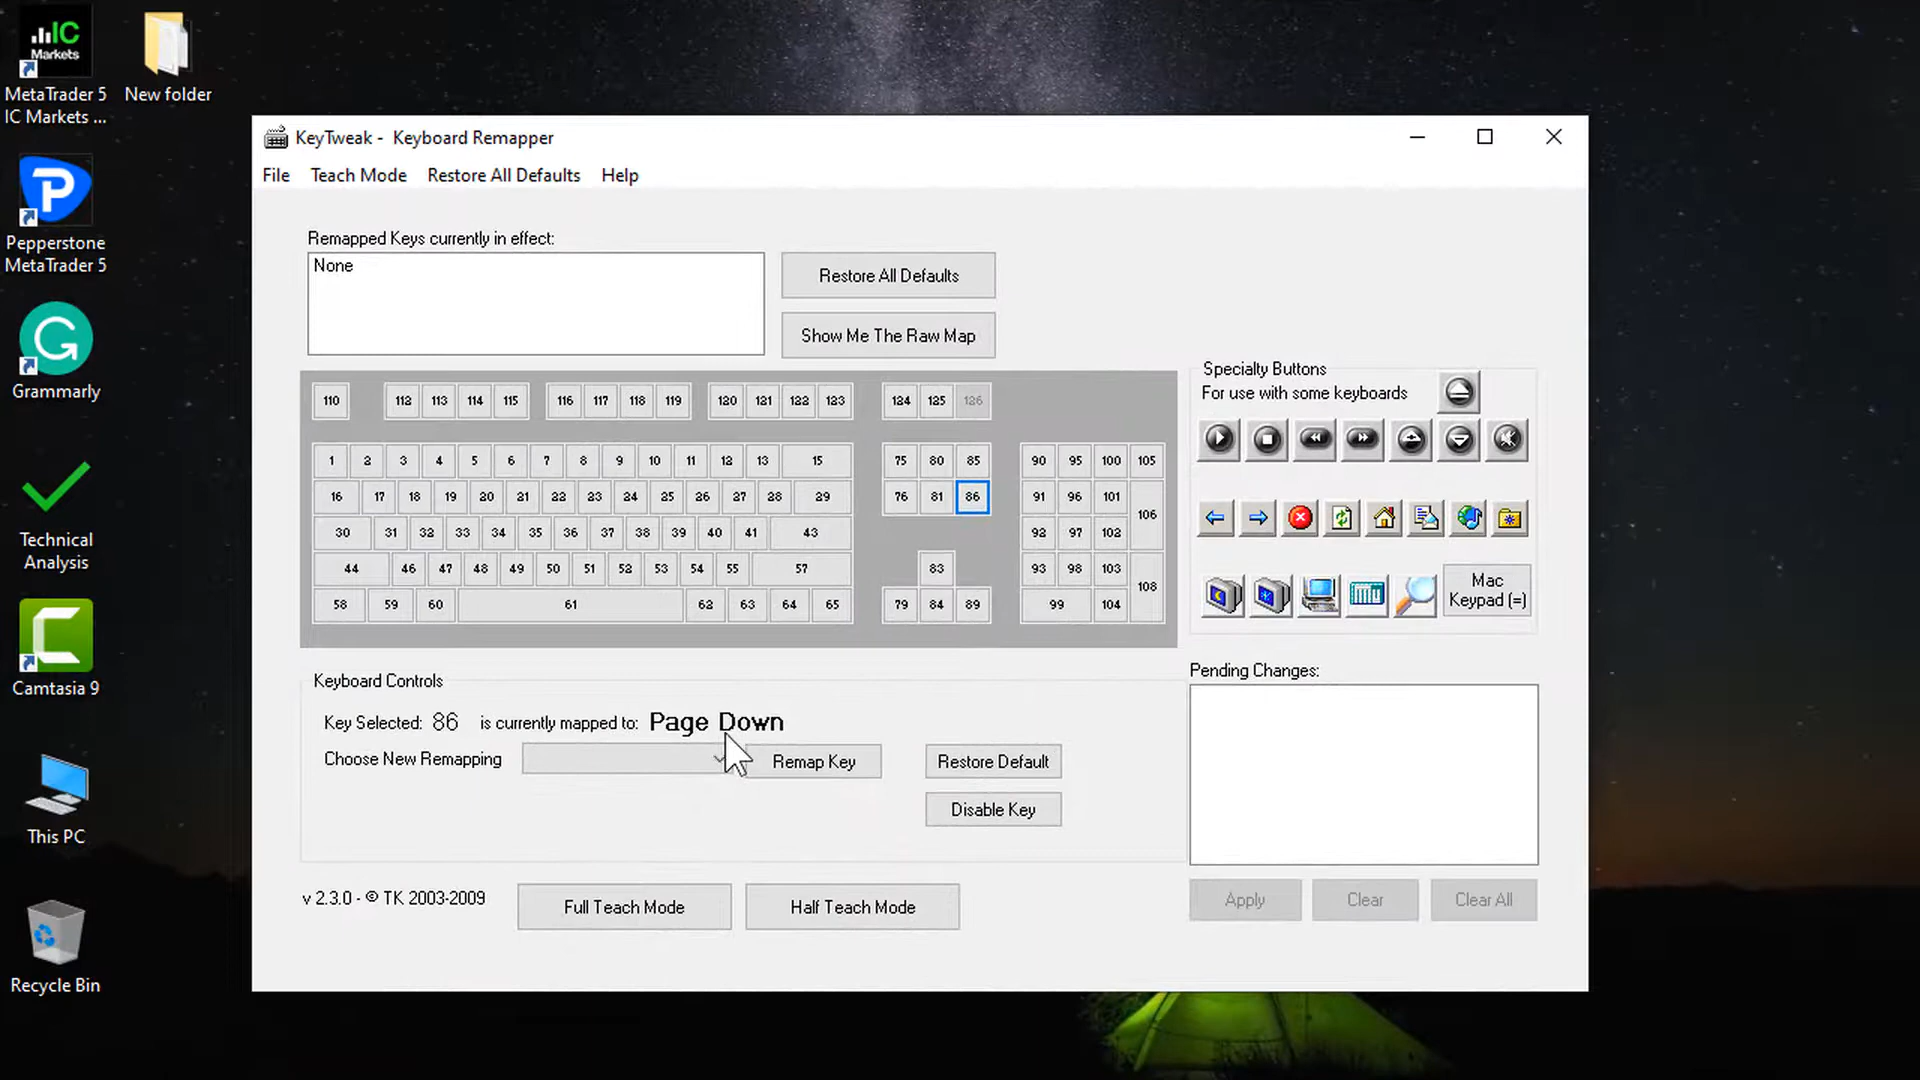 IC
Markets
MetaTrader 5
IC Markets ...
New folder
Pepperstone
MetaTrader 5
Grammarly
Technical
Analysis
Camtasia 9
This PC
Recycle Bin
KeyTweak -  Keyboard Remapper
File Teach Mode Restore All Defaults Help
Remapped Keys currently in effect:
None
Restore All Defaults
Show Me The Raw Map
110 112 113 114 115 116 117 118 119 120 121 122 123 124 125 126
1 2 3 4 5 6 7 8 9 10 11 12 13 15 75 80 85 90 95 100 105
16 17 18 19 20 21 22 23 24 25 26 27 28 29 76 81 86 91 96 101 106
30 31 32 33 34 35 36 37 38 39 40 41 43 92 97 102
44 46 47 48 49 50 51 52 53 54 55 57 83 93 98 103 108
58 59 60 61 62 63 64 65 79 84 89 99 104
Specialty Buttons
For use with some keyboards
Mac
Keypad (=)
Keyboard Controls
Key Selected: 86 is currently mapped to: Page Down
Choose New Remapping
Remap Key
Restore Default
Disable Key
Pending Changes:
Apply Clear Clear All
v 2.3.0 - © TK 2003-2009
Full Teach Mode
Half Teach Mode